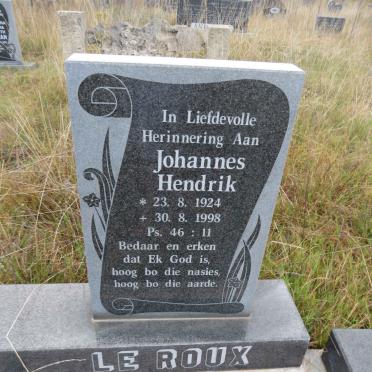 In Liefdevolle
Herinnering Aan
Johannes
Hendrik
* 23. 8. 1924
+ 30. 8. 1998
Ps. 46 : 11
Bedaar en erken
dat Ek God is,
hoog bo die nasies,
hoog bo die aarde.
LE ROUX